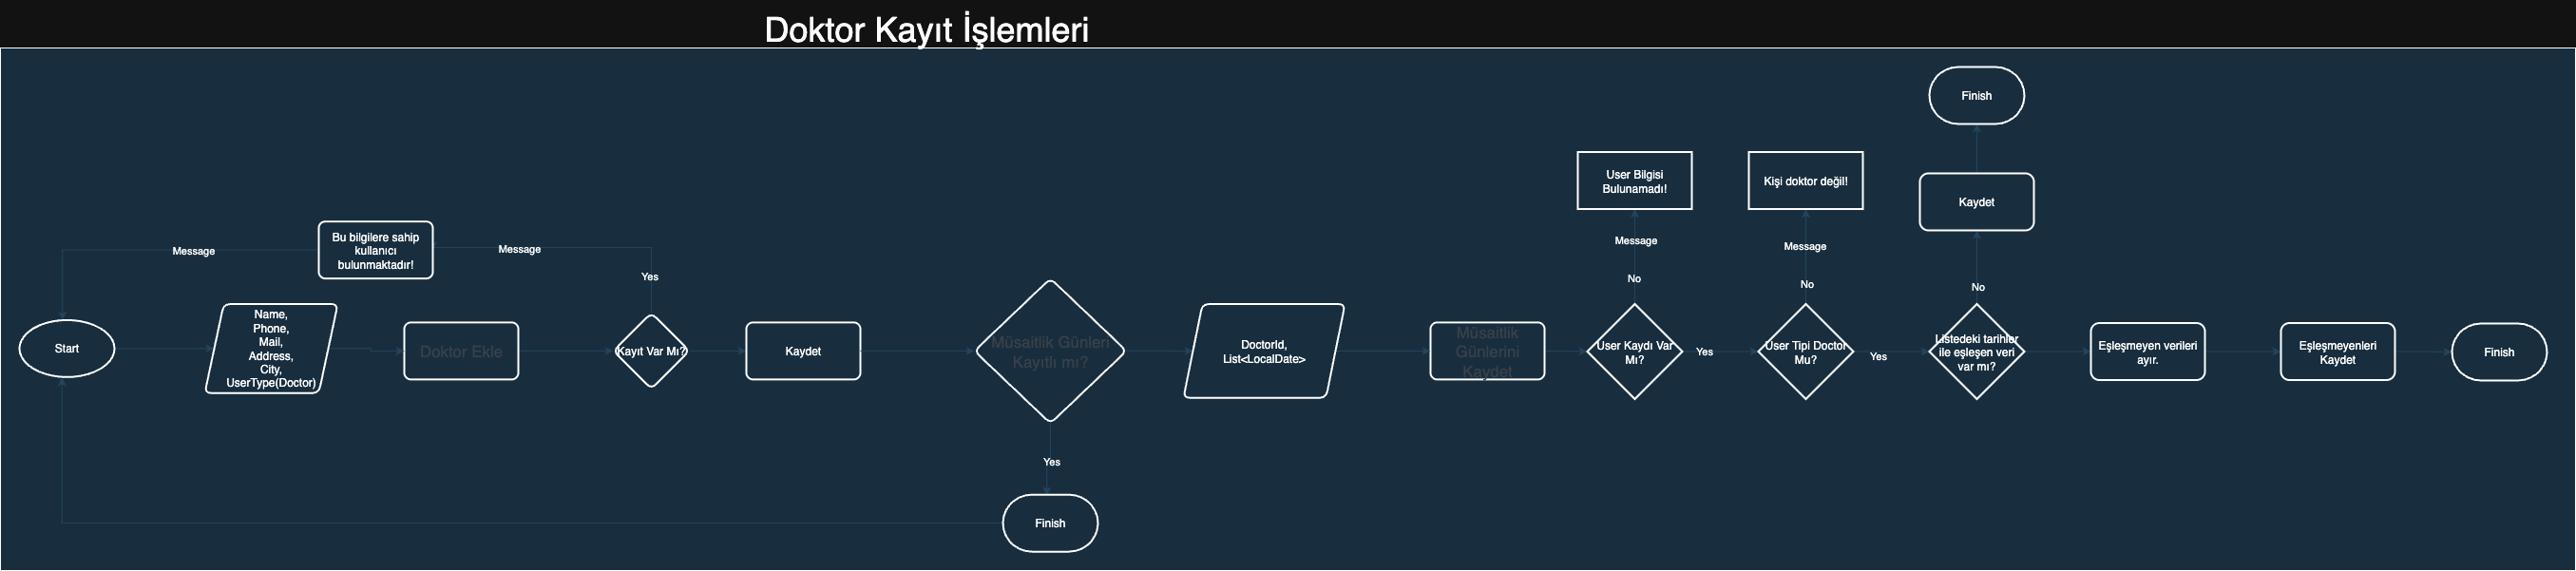 Doktor Kayıt İşlemleri
Finish
User Bilgisi
Bulunamadı!
Kişi doktor değil!
Kaydet
Bu bilgilere sahip
kullanıcı
bulunmaktadır!
Message
Message
Message
Message
Yes
No
No
No
Start
Name,
Phone,
Mail,
Address,
City,
UserType(Doctor)
Doktor Ekle
Kayıt Var Mı?
Kaydet
Müsaitlik Günleri
Kayıtlı mı?
DoctorId,
List<LocalDate>
Müsaitlik
Günlerini
Kaydet
User Kaydı Var
Mı?
Yes
User Tipi Doctor
Mu?
Yes
Listedeki tarihler
ile eşleşen veri
var mı?
Eşleşmeyen verileri
ayır.
Eşleşmeyenleri
Kaydet
Finish
Yes
Finish